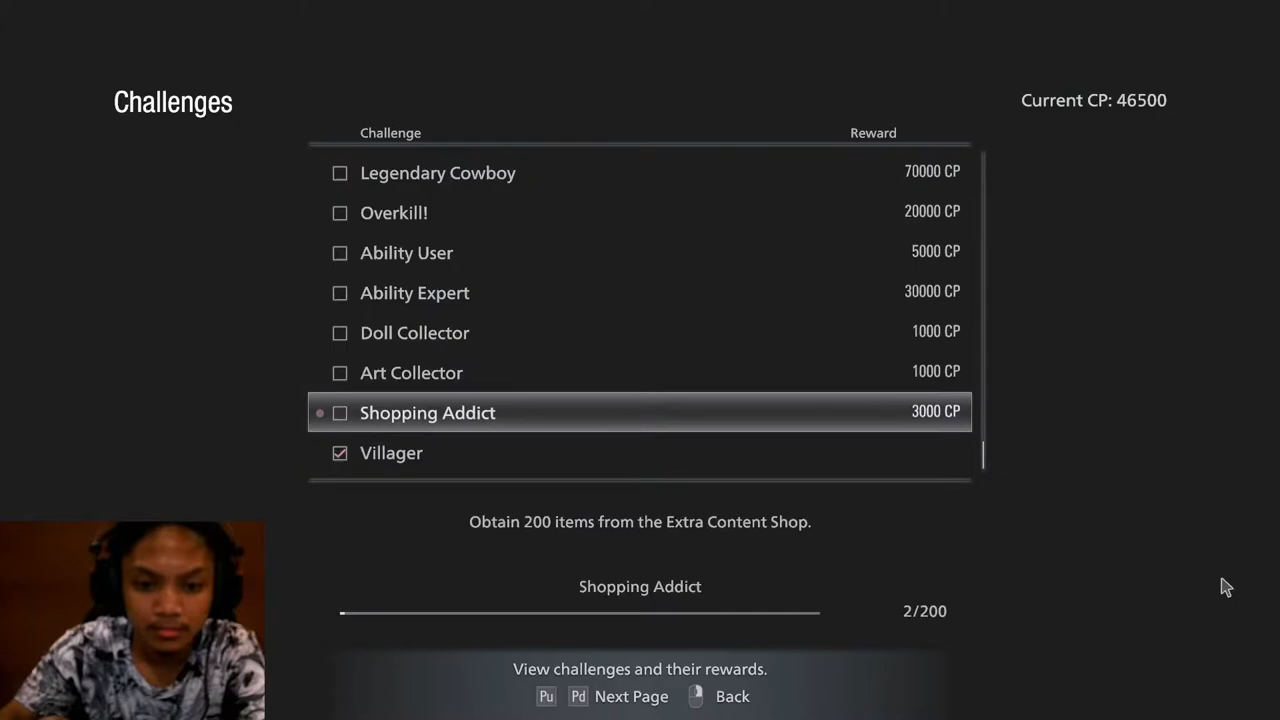 Challenges
Current CP: 46500
Challenge Reward
Legendary Cowboy 70000 CP
Overkill! 20000 CP
Ability User 5000 CP
Ability Expert 30000 CP
Doll Collector 1000 CP
Art Collector 1000 CP
Shopping Addict 3000 CP
Villager
Obtain 200 items from the Extra Content Shop.
Shopping Addict
2/200
View challenges and their rewards.
Pu Pd Next Page Back